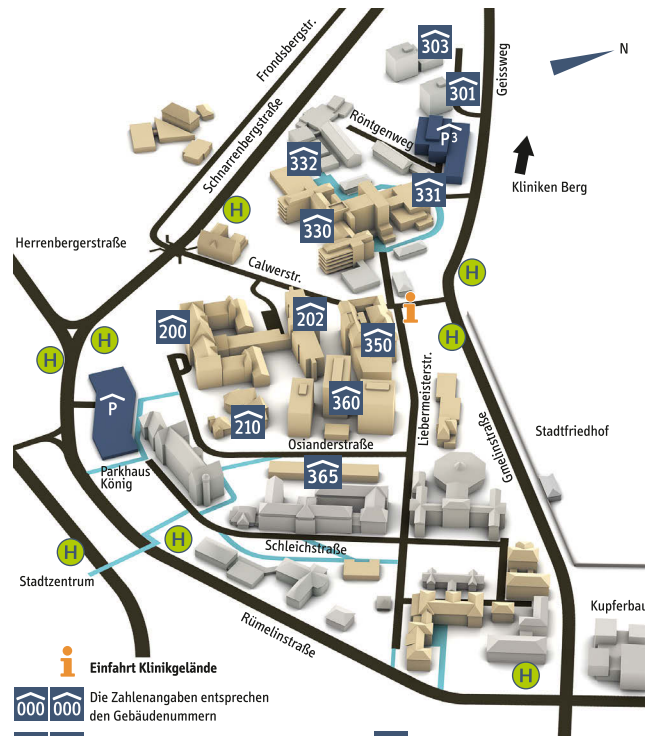 303
Frondsbergstr.
Geissweg
N
301
Schnarrenbergstraße
Röntgenweg
P3
332
Kliniken Berg
331
H
330
Herrenbergerstraße
Calwerstr.
H
i
200
202
H
H
350
H
Liebermeisterstr.
P
360
210
Gmelinstraße
Stadtfriedhof
Osianderstraße
Parkhaus
König
365
H
Schleichstraße
H
Stadtzentrum
Kupferbau
Rümelinstraße
H
i Einfahrt Klinikgelände
000 000 Die Zahlenangaben entsprechen
den Gebäudenummern